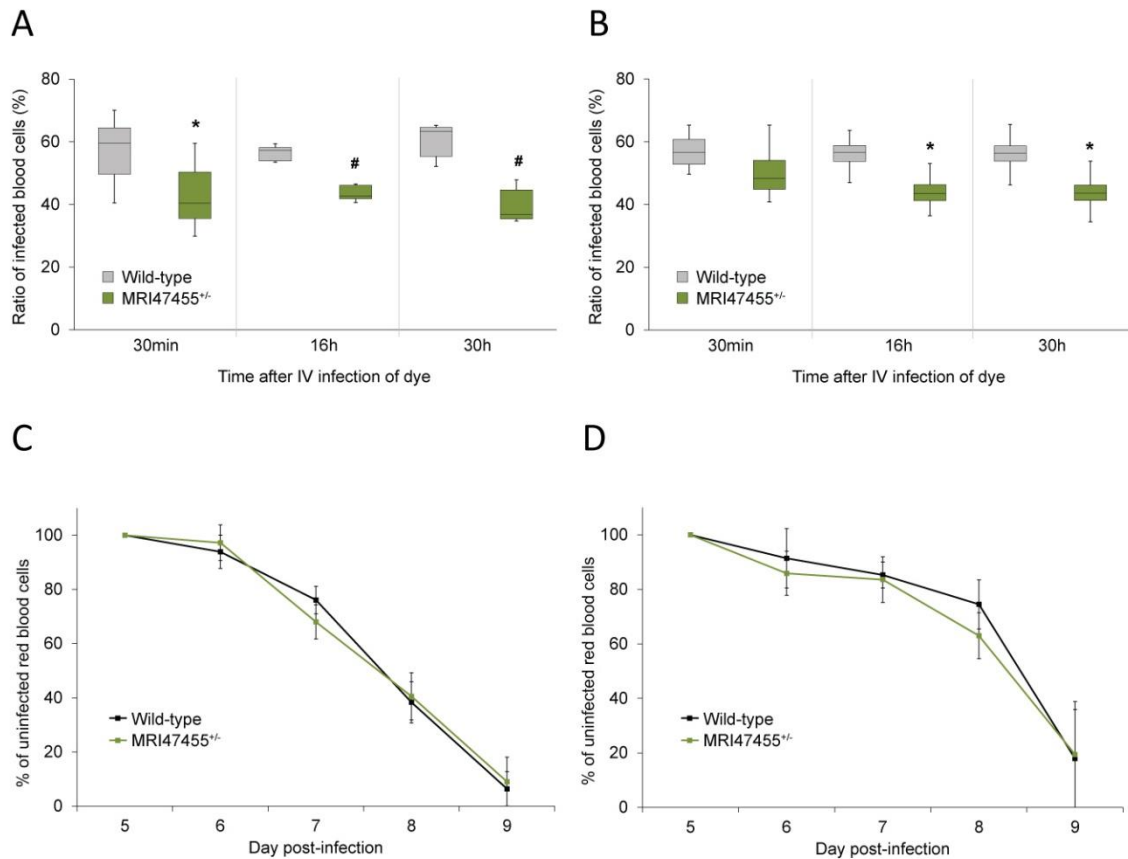 A
Ratio of infected blood cells (%)
80
60
40
20
0
*
#
#
Wild-type
MRI47455+/-
30min
16h
30h
Time after IV infection of dye
B
Ratio of infected blood cells (%)
80
60
40
20
0
*
*
Wild-type
MRI47455+/-
30min
16h
30h
Time after IV infection of dye
C
% of uninfected red blood cells
100
80
60
40
20
0
Wild-type
MRI47455+/-
5
6
7
8
9
Day post-infection
D
% of uninfected red blood cells
100
80
60
40
20
0
Wild-type
MRI47455+/-
5
6
7
8
9
Day post-infection